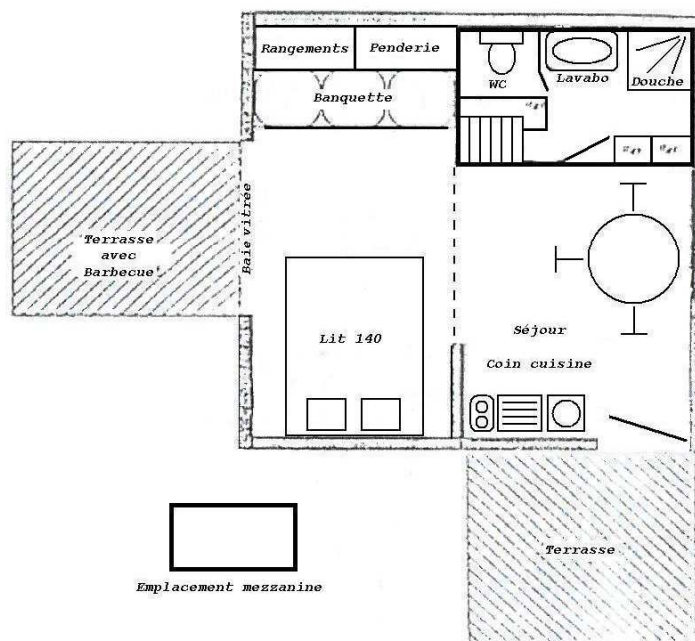 Rangements
Penderie
WC
Lavabo
Douche
Banquette
Terrasse
avec
Barbecue
Baie vitrée
Lit 140
Séjour
Coin cuisine
Terrasse
Emplacement mezzanine